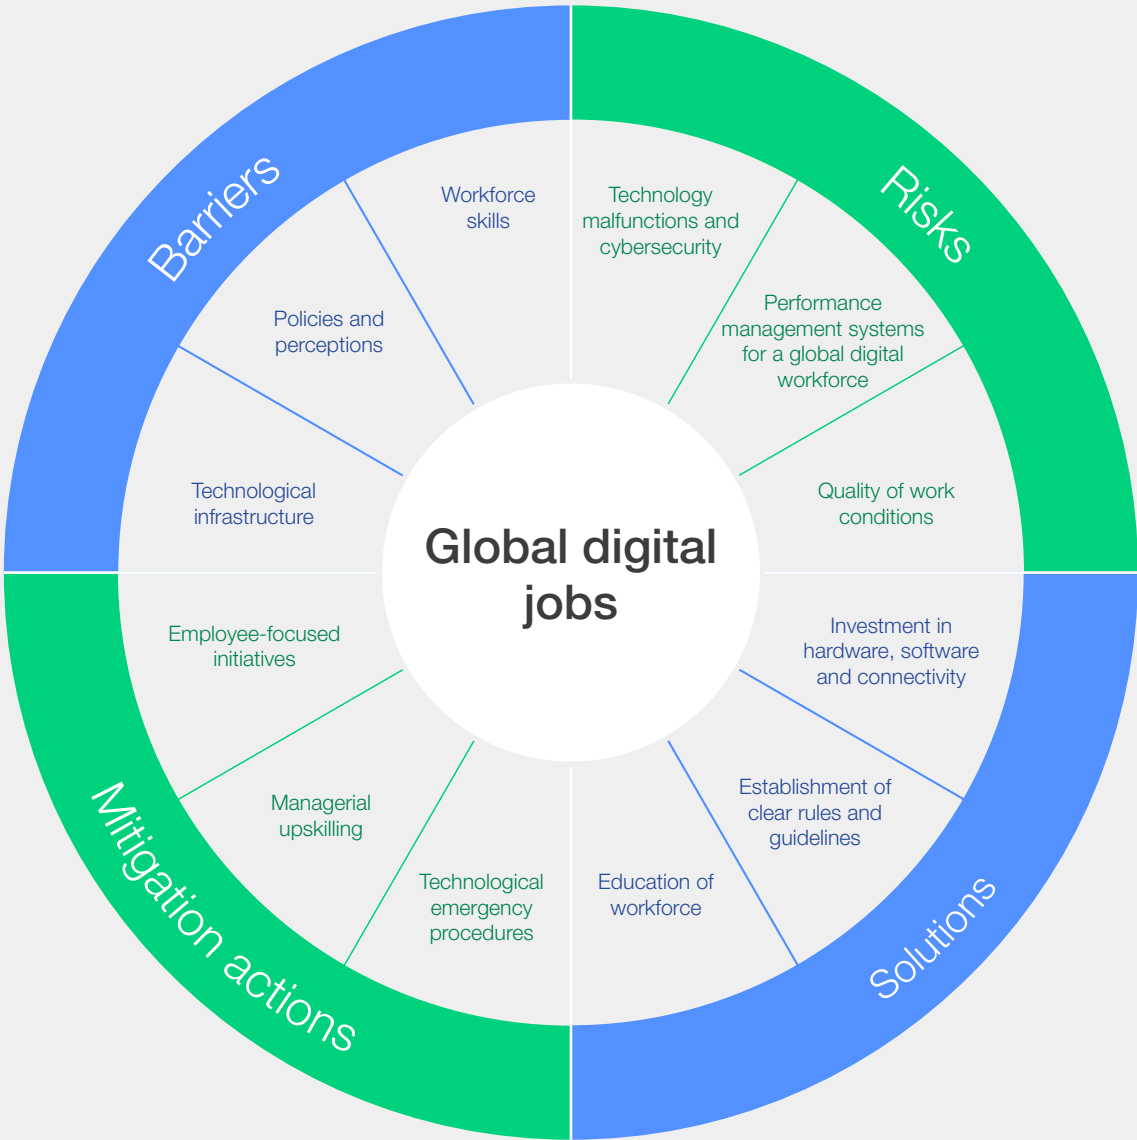 Barriers
Workforce
skills
Policies and
perceptions
Technological
infrastructure
Risks
Technology
malfunctions and
cybersecurity
Performance
management systems
for a global digital
workforce
Quality of work
conditions
Global digital
jobs
Mitigation actions
Employee-focused
initiatives
Managerial
upskilling
Technological
emergency
procedures
Solutions
Investment in
hardware, software
and connectivity
Establishment of
clear rules and
guidelines
Education of
workforce